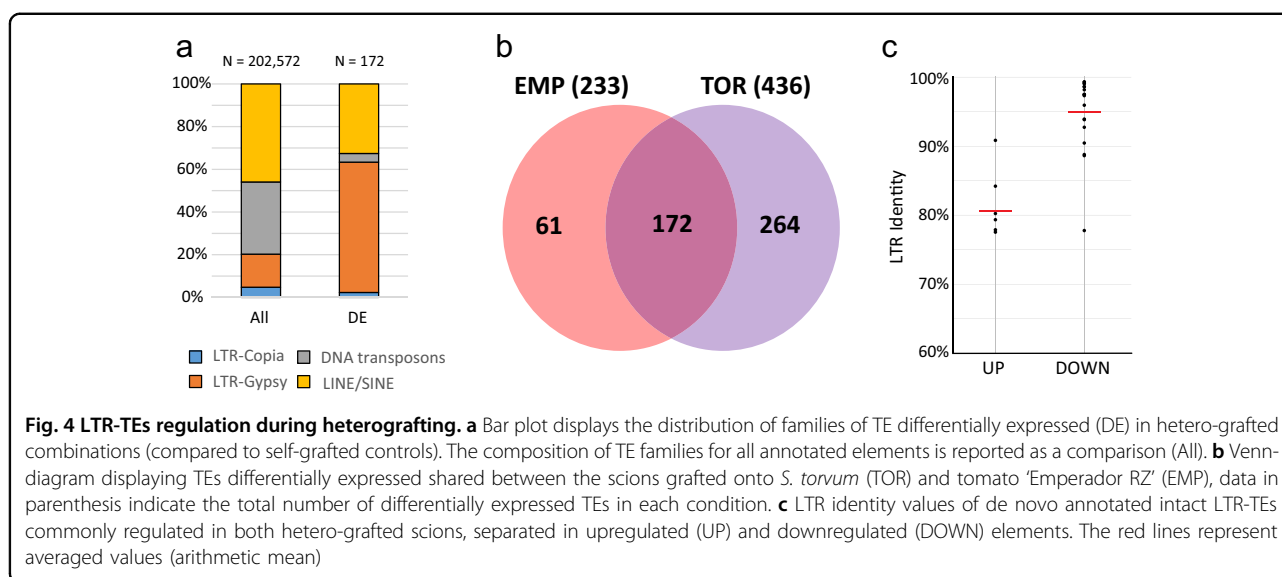 a
N = 202,572
N = 172
100%
80%
60%
40%
20%
0%
All
DE
LTR-Copia
DNA transposons
LTR-Gypsy
LINE/SINE
b
EMP (233)
TOR (436)
61
172
264
c
100%
90%
80%
70%
60%
LTR Identity
UP
DOWN
Fig. 4 LTR-TEs regulation during heterografting. a Bar plot displays the distribution of families of TE differentially expressed (DE) in hetero-grafted
combinations (compared to self-grafted controls). The composition of TE families for all annotated elements is reported as a comparison (All). b Venn-
diagram displaying TEs differentially expressed shared between the scions grafted onto S. torvum (TOR) and tomato ‘Emperador RZ’ (EMP), data in
parenthesis indicate the total number of differentially expressed TEs in each condition. c LTR identity values of de novo annotated intact LTR-TEs
commonly regulated in both hetero-grafted scions, separated in upregulated (UP) and downregulated (DOWN) elements. The red lines represent
averaged values (arithmetic mean)